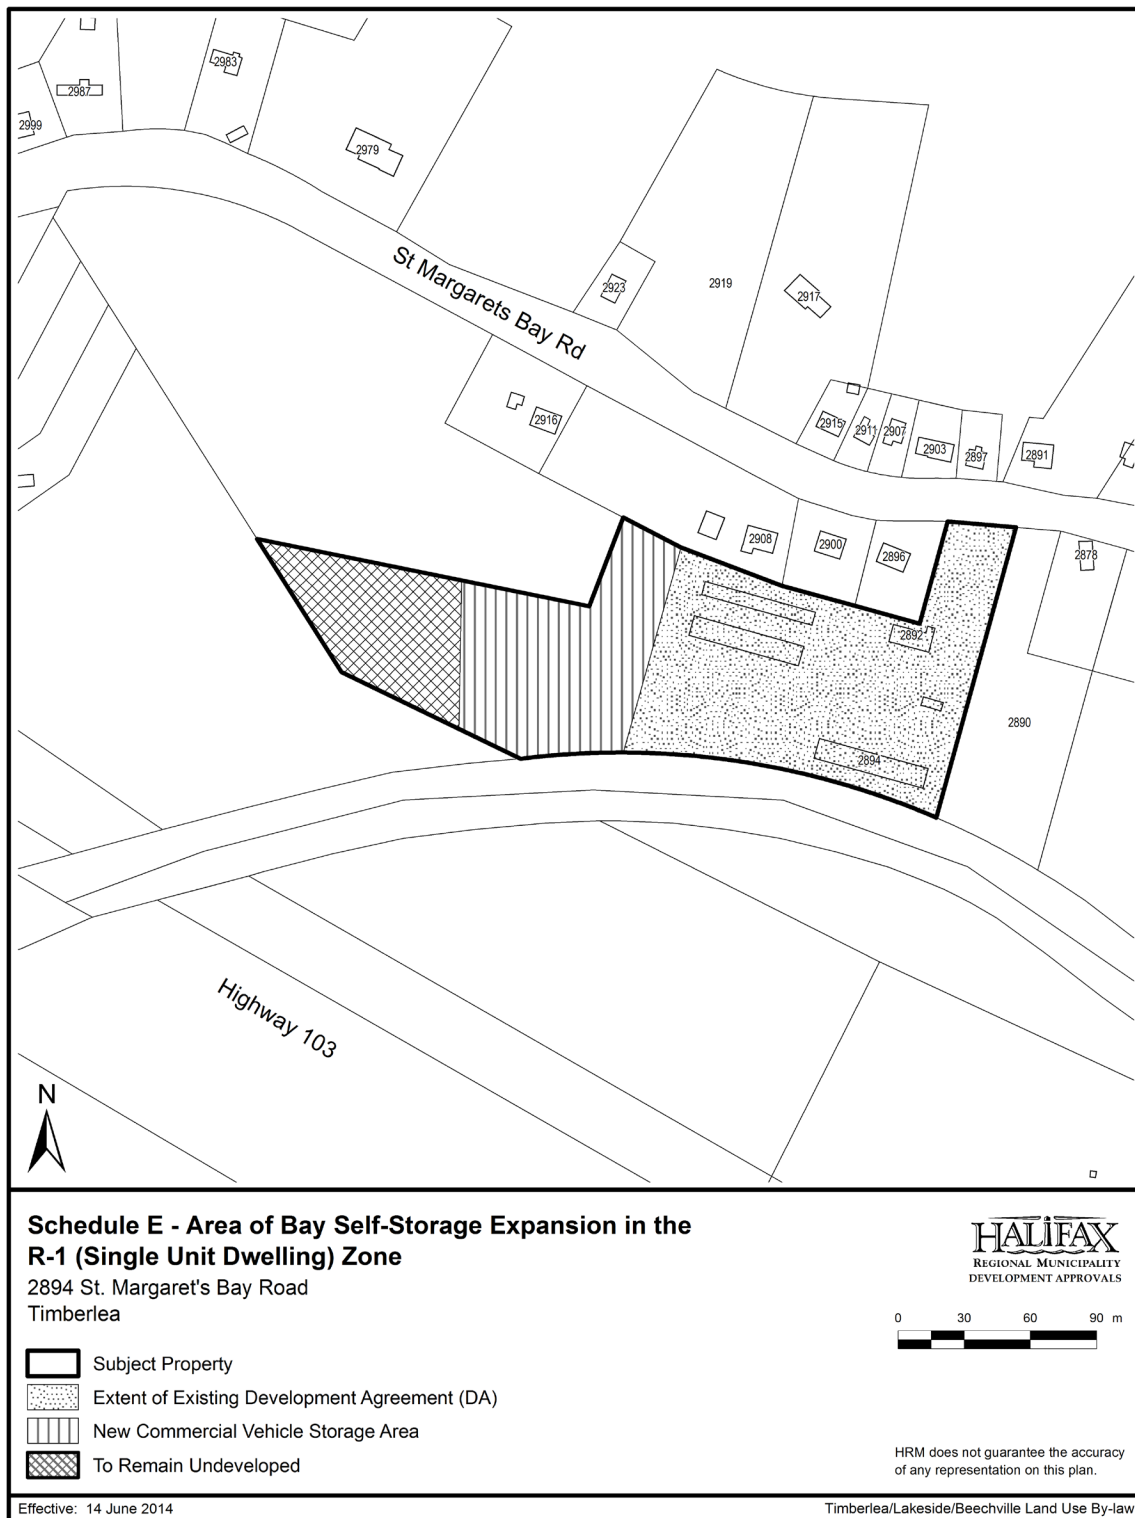 2983
2987
2999
2979
St Margarets Bay Rd
2923
2919
2917
2916
2915
2911
2907
2903
2897
2891
2908
2900
2896
2878
2892
2890
2894
Highway 103
N
Schedule E - Area of Bay Self-Storage Expansion in the
R-1 (Single Unit Dwelling) Zone
2894 St. Margaret's Bay Road
Timberlea
HALIFAX
REGIONAL MUNICIPALITY
DEVELOPMENT APPROVALS
0 30 60 90 m
Subject Property
Extent of Existing Development Agreement (DA)
New Commercial Vehicle Storage Area
To Remain Undeveloped
HRM does not guarantee the accuracy
of any representation on this plan.
Effective: 14 June 2014
Timberlea/Lakeside/Beechville Land Use By-law